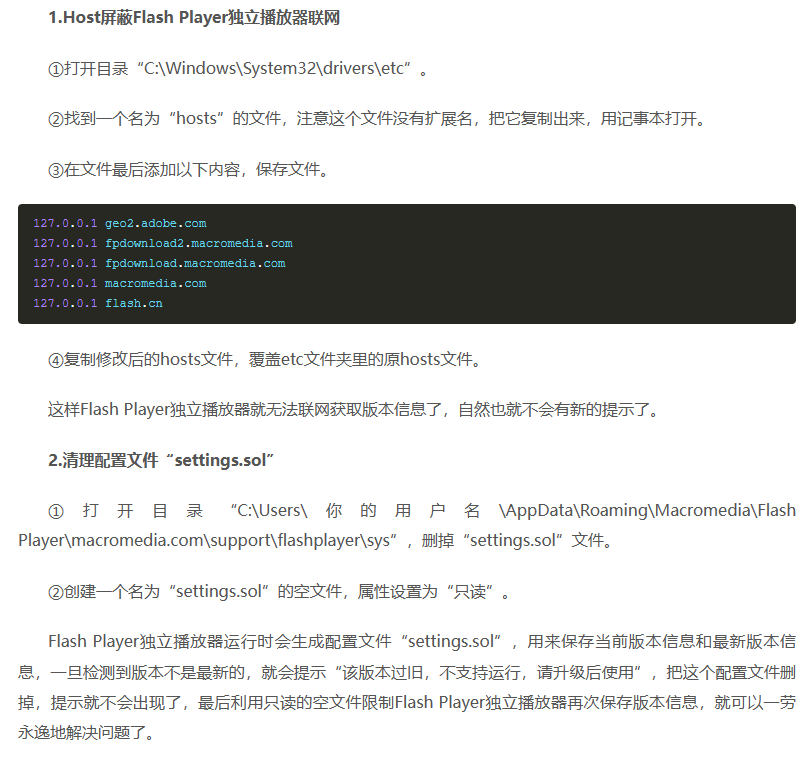 1.Host屏蔽Flash Player独立播放器联网
①打开目录“C:\Windows\System32\drivers\etc”。
②找到一个名为“hosts”的文件，注意这个文件没有扩展名，把它复制出来，用记事本打开。
③在文件最后添加以下内容，保存文件。
127.0.0.1 geo2.adobe.com
127.0.0.1 fpdownload2.macromedia.com
127.0.0.1 fpdownload.macromedia.com
127.0.0.1 macromedia.com
127.0.0.1 flash.cn
④复制修改后的hosts文件，覆盖etc文件夹里的原hosts文件。
这样Flash Player独立播放器就无法联网获取版本信息了，自然也就不会有新的提示了。
2.清理配置文件“settings.sol”
①打开目录“C:\Users\你的用户名\AppData\Roaming\Macromedia\Flash
Player\macromedia.com\support\flashplayer\sys”，删掉“settings.sol”文件。
②创建一个名为“settings.sol”的空文件，属性设置为“只读”。
Flash Player独立播放器运行时会生成配置文件“settings.sol”，用来保存当前版本信息和最新版本信
息，一旦检测到版本不是最新的，就会提示“该版本过旧，不支持运行，请升级后使用”，把这个配置文件删
掉，提示就不会出现了，最后利用只读的空文件限制Flash Player独立播放器再次保存版本信息，就可以一劳
永逸地解决问题了。